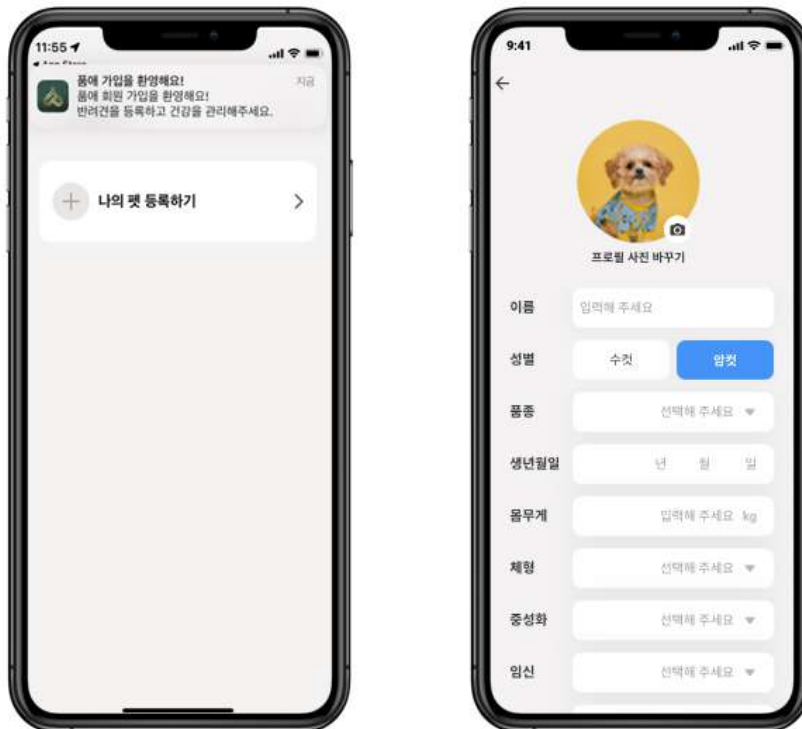 11:55
품애 가입을 환영해요!
지금
품애 회원 가입을 환영해요!
반려견을 등록하고 건강을 관리해주세요.
나의 펫 등록하기
9:41
프로필 사진 바꾸기
이름 입력해 주세요
성별 수컷 암컷
품종 선택해 주세요
생년월일 년 월 일
몸무게 입력해 주세요 kg
체형 선택해 주세요
중성화 선택해 주세요
임신 선택해 주세요